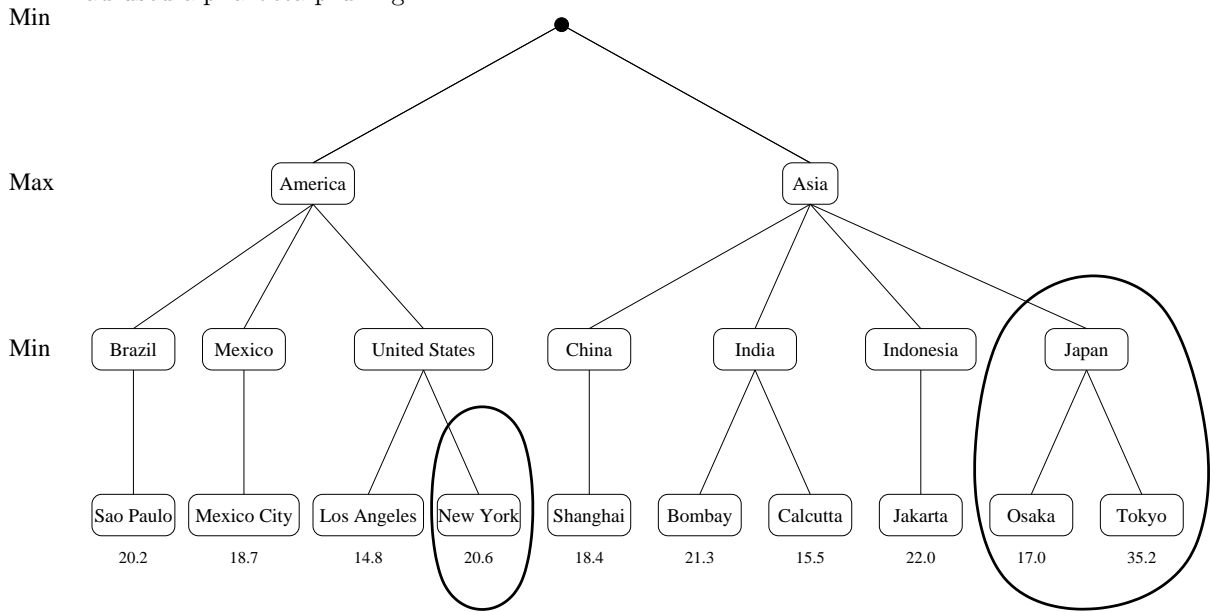 Min
Max
America
Asia
Min
Brazil
Mexico
United States
China
India
Indonesia
Japan
Sao Paulo
Mexico City
Los Angeles
New York
Shanghai
Bombay
Calcutta
Jakarta
Osaka
Tokyo
20.2
18.7
14.8
20.6
18.4
21.3
15.5
22.0
17.0
35.2